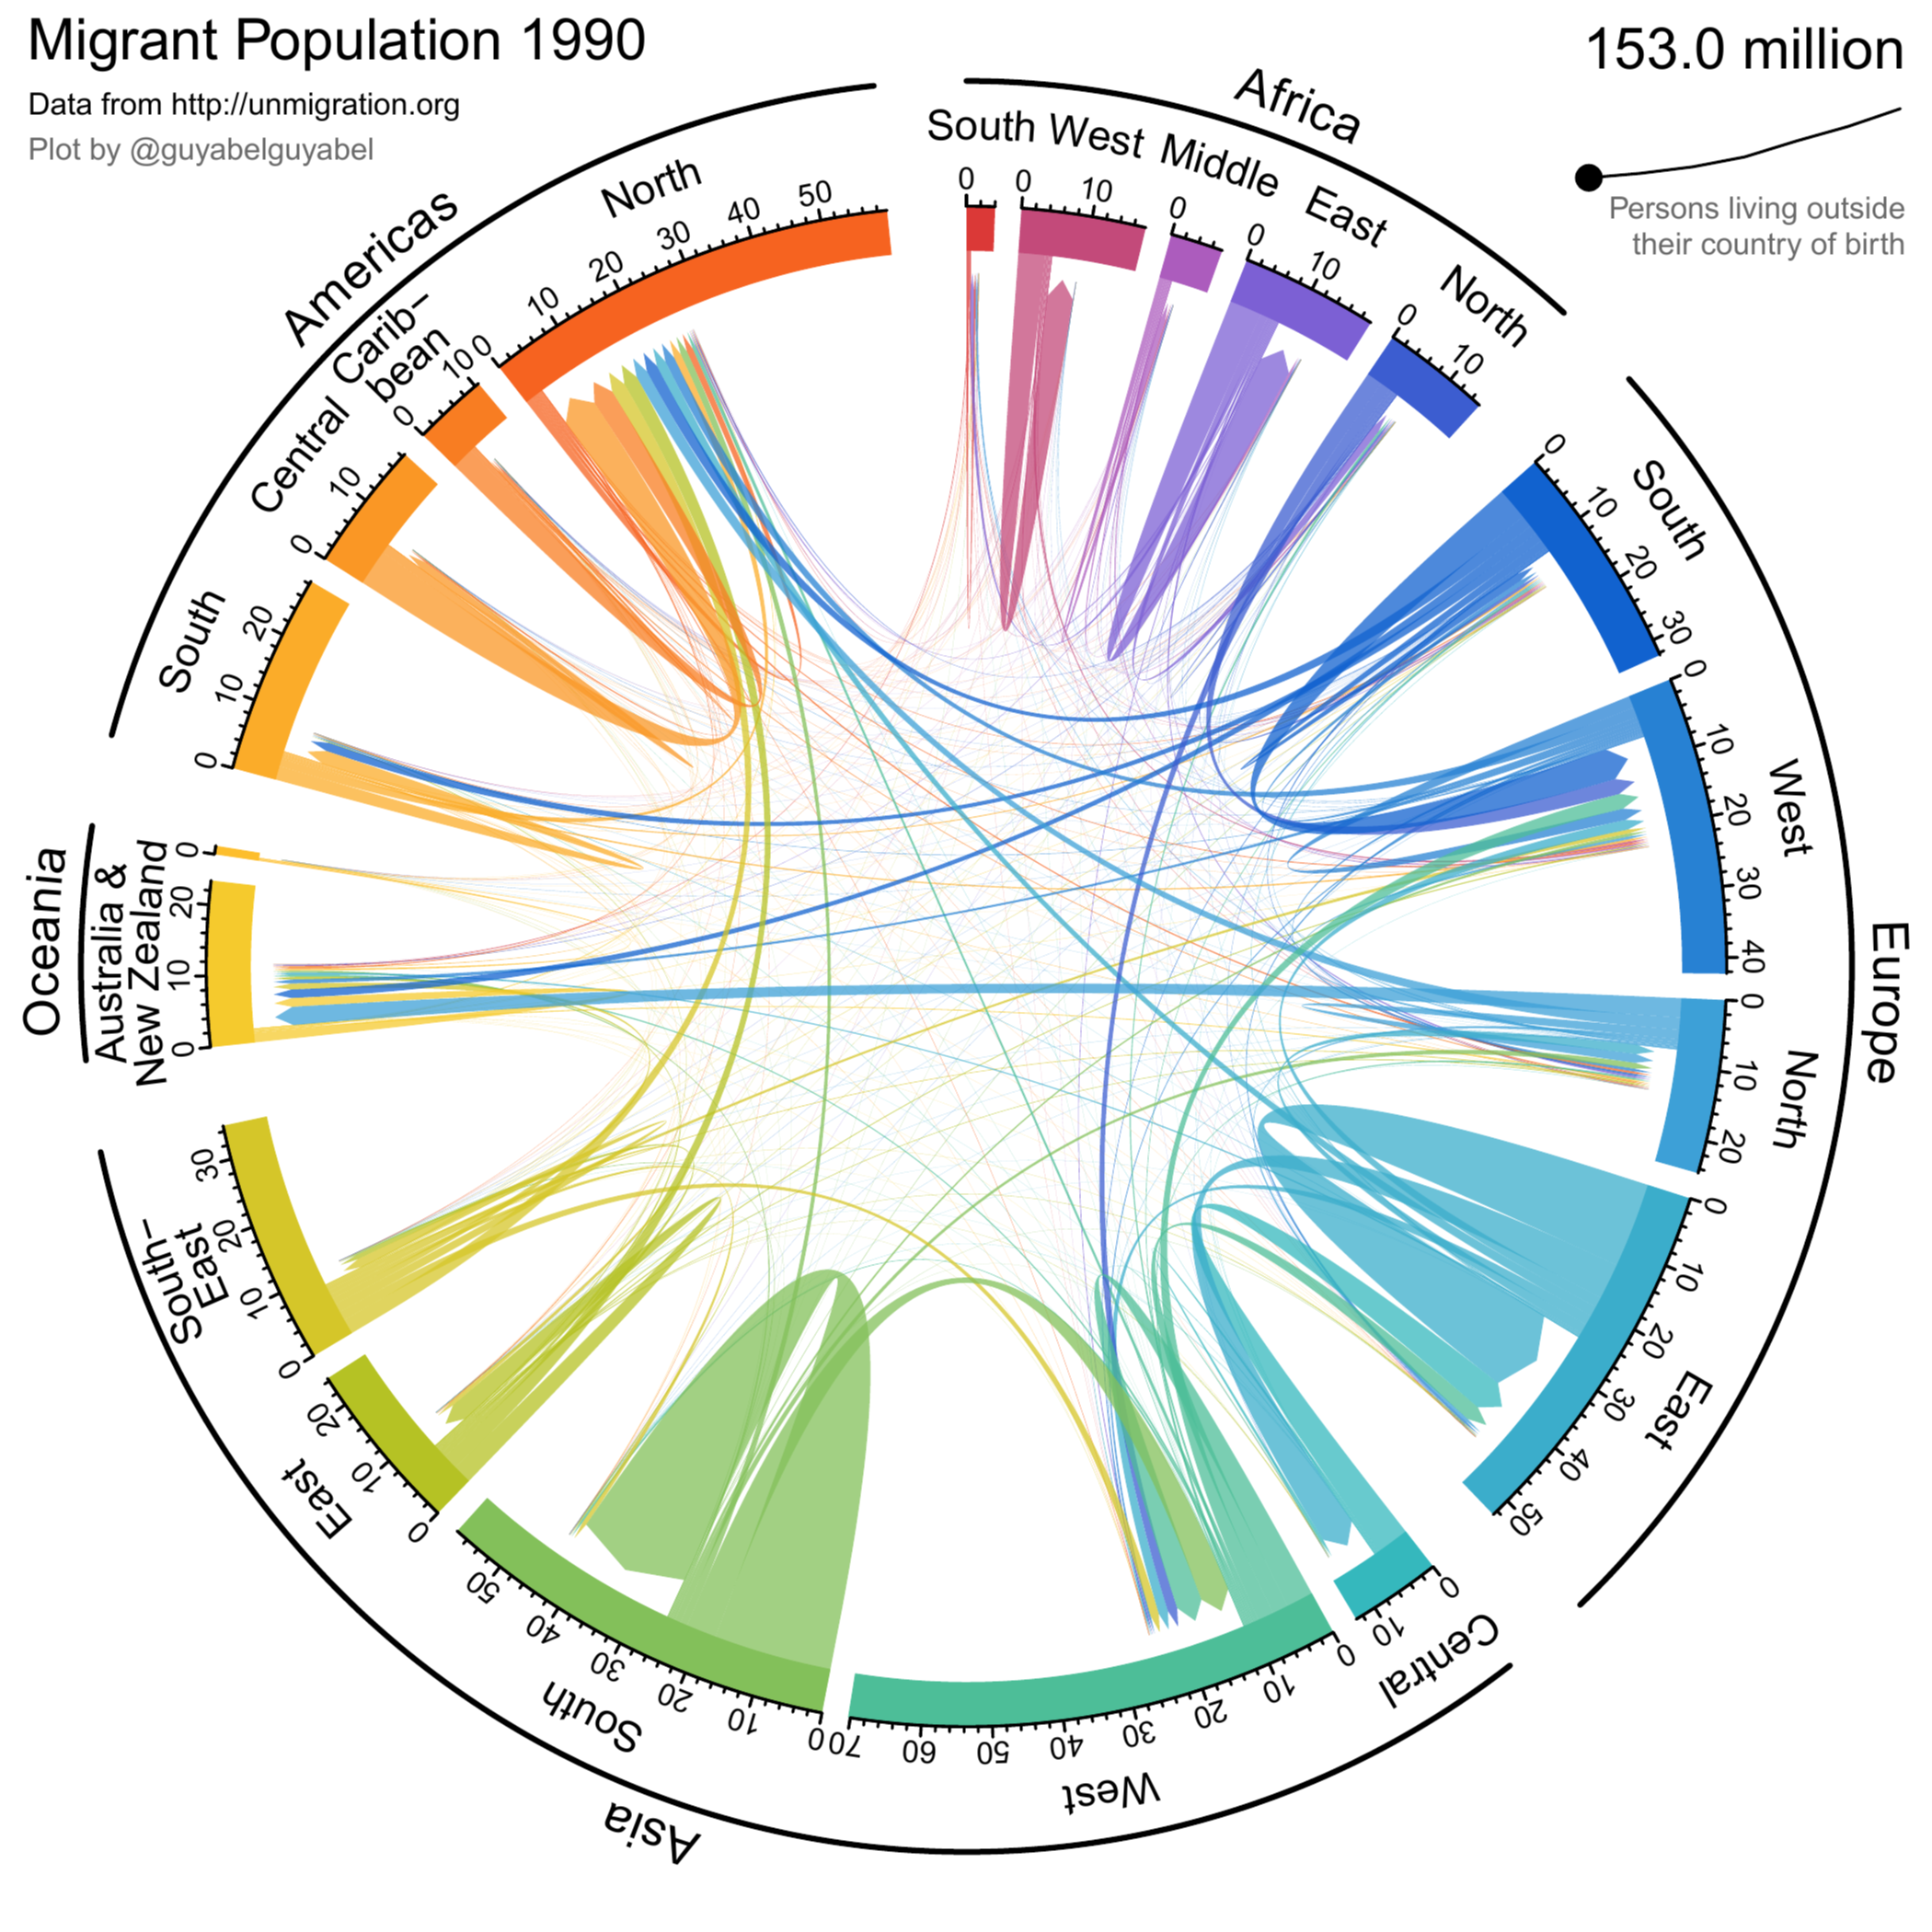 Migrant Population 1990
Data from http://unmigration.org
Plot by @guyabelguyabel
153.0 million
Persons living outside
their country of birth
Africa
South
0
West
0
10
Middle
0
East
0
10
North
0
10
Europe
South
0
10
20
30
West
0
10
20
30
40
North
0
10
20
East
0
10
20
30
40
50
Asia
Central
0
10
West
0
10
20
30
40
50
60
70
South
0
10
20
30
40
50
East
0
10
20
South-
East
0
10
20
30
Oceania
Australia &
New Zealand
0
10
20
0
Americas
South
0
10
20
Central
0
10
Carib-
bean
0
10
North
0
10
20
30
40
50